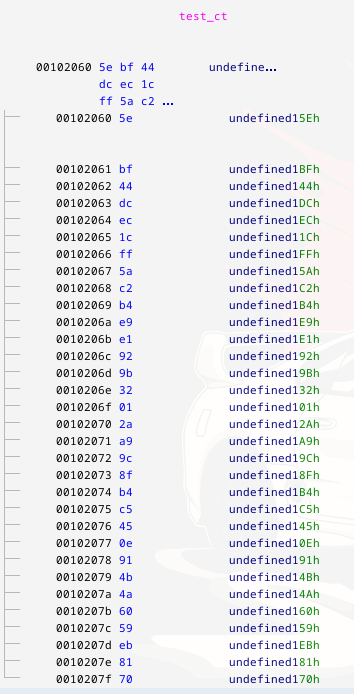 test_ct
00102060 5e bf 44 undefine...
dc ec 1c
ff 5a c2 ...
00102060 5e undefined15Eh
00102061 bf undefined1BFh
00102062 44 undefined144h
00102063 dc undefined1DCh
00102064 ec undefined1ECh
00102065 1c undefined11Ch
00102066 ff undefined1FFh
00102067 5a undefined15Ah
00102068 c2 undefined1C2h
00102069 b4 undefined1B4h
0010206a e9 undefined1E9h
0010206b e1 undefined1E1h
0010206c 92 undefined192h
0010206d 9b undefined19Bh
0010206e 32 undefined132h
0010206f 01 undefined101h
00102070 2a undefined12Ah
00102071 a9 undefined1A9h
00102072 9c undefined19Ch
00102073 8f undefined18Fh
00102074 b4 undefined1B4h
00102075 c5 undefined1C5h
00102076 45 undefined145h
00102077 0e undefined10Eh
00102078 91 undefined191h
00102079 4b undefined14Bh
0010207a 4a undefined14Ah
0010207b 60 undefined160h
0010207c 59 undefined159h
0010207d eb undefined1EBh
0010207e 81 undefined181h
0010207f 70 undefined170h